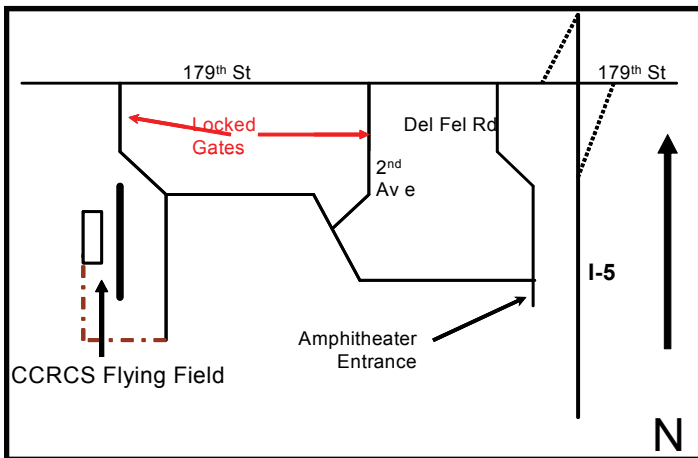 179th St
179th St
Locked
Gates
Del Fel Rd
2nd
Av e
I-5
Amphitheater
Entrance
CCRCS Flying Field
N